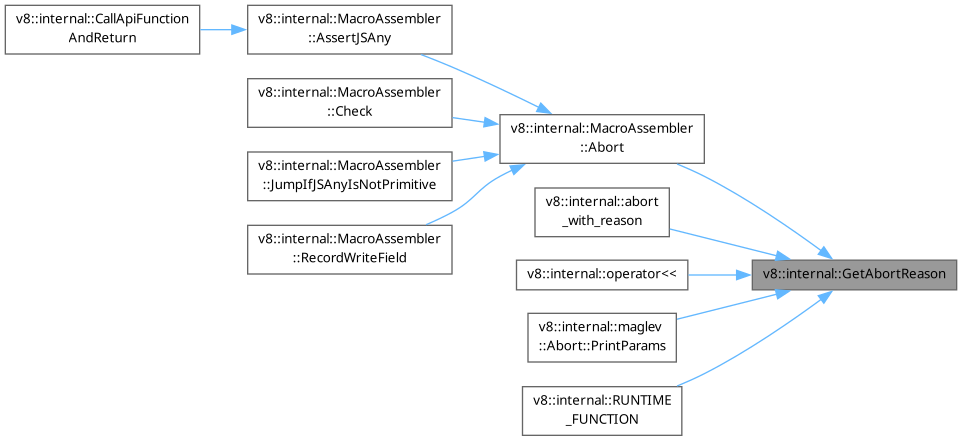 v8::internal::CallApiFunction
AndReturn
v8::internal::MacroAssembler
::AssertJSAny
v8::internal::MacroAssembler
::Check
v8::internal::MacroAssembler
::JumpIfJSAnyIsNotPrimitive
v8::internal::MacroAssembler
::RecordWriteField
v8::internal::MacroAssembler
::Abort
v8::internal::abort
_with_reason
v8::internal::operator<<
v8::internal::maglev
::Abort::PrintParams
v8::internal::RUNTIME
_FUNCTION
v8::internal::GetAbortReason